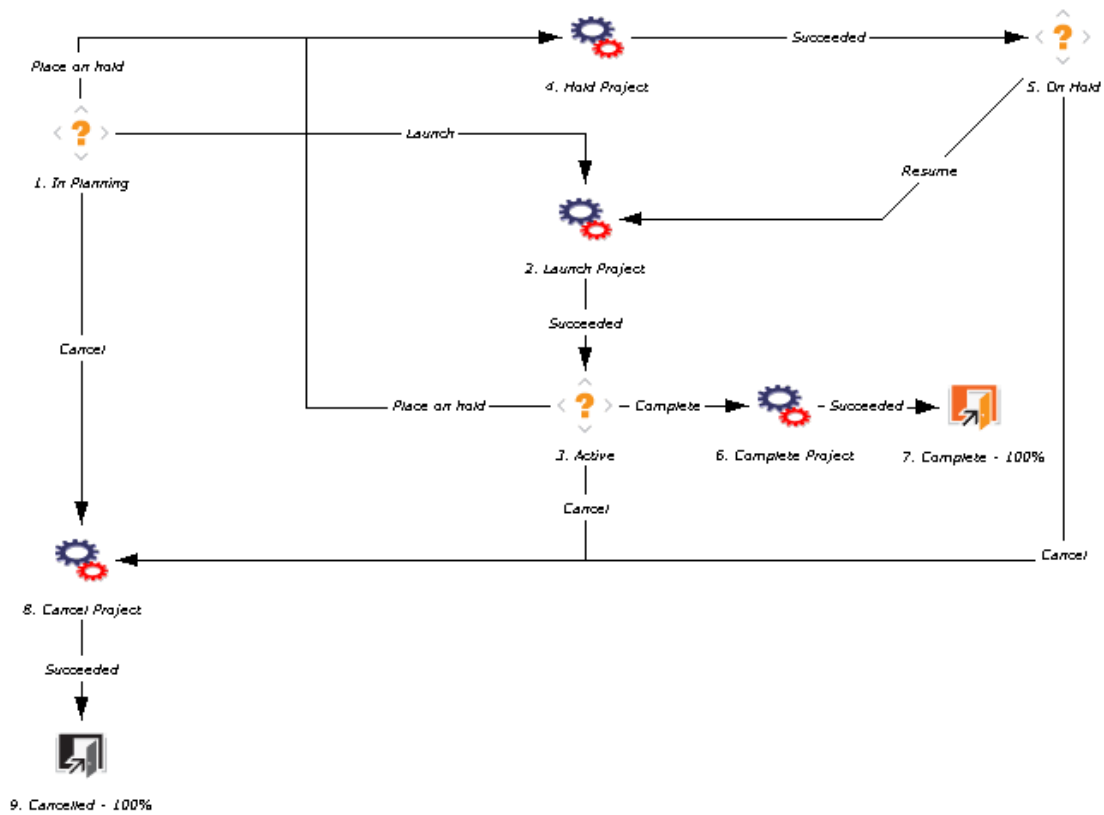 Succeeded
Place on hold
4. Hold Project
5. On Hold
Launch
Resume
1. In Planning
2. Launch Project
Succeeded
Cancel
Place on hold
Complete
Succeeded
3. Active
6. Complete Project
7. Complete - 100%
Cancel
Cancel
8. Cancel Project
Succeeded
9. Cancelled - 100%